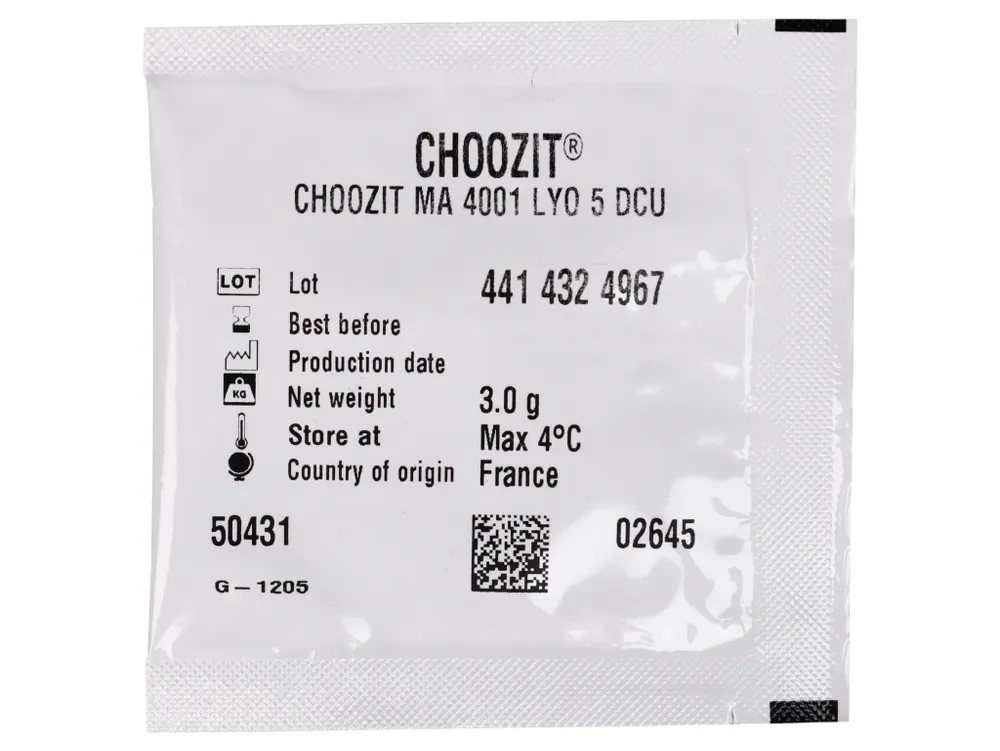 CHOOZIT®
CHOOZIT MA 4001 LYO 5 DCU
LOT Lot 441 432 4967
Best before
Production date
KG Net weight 3.0 g
Store at Max 4°C
Country of origin France
50431 02645
G – 1205